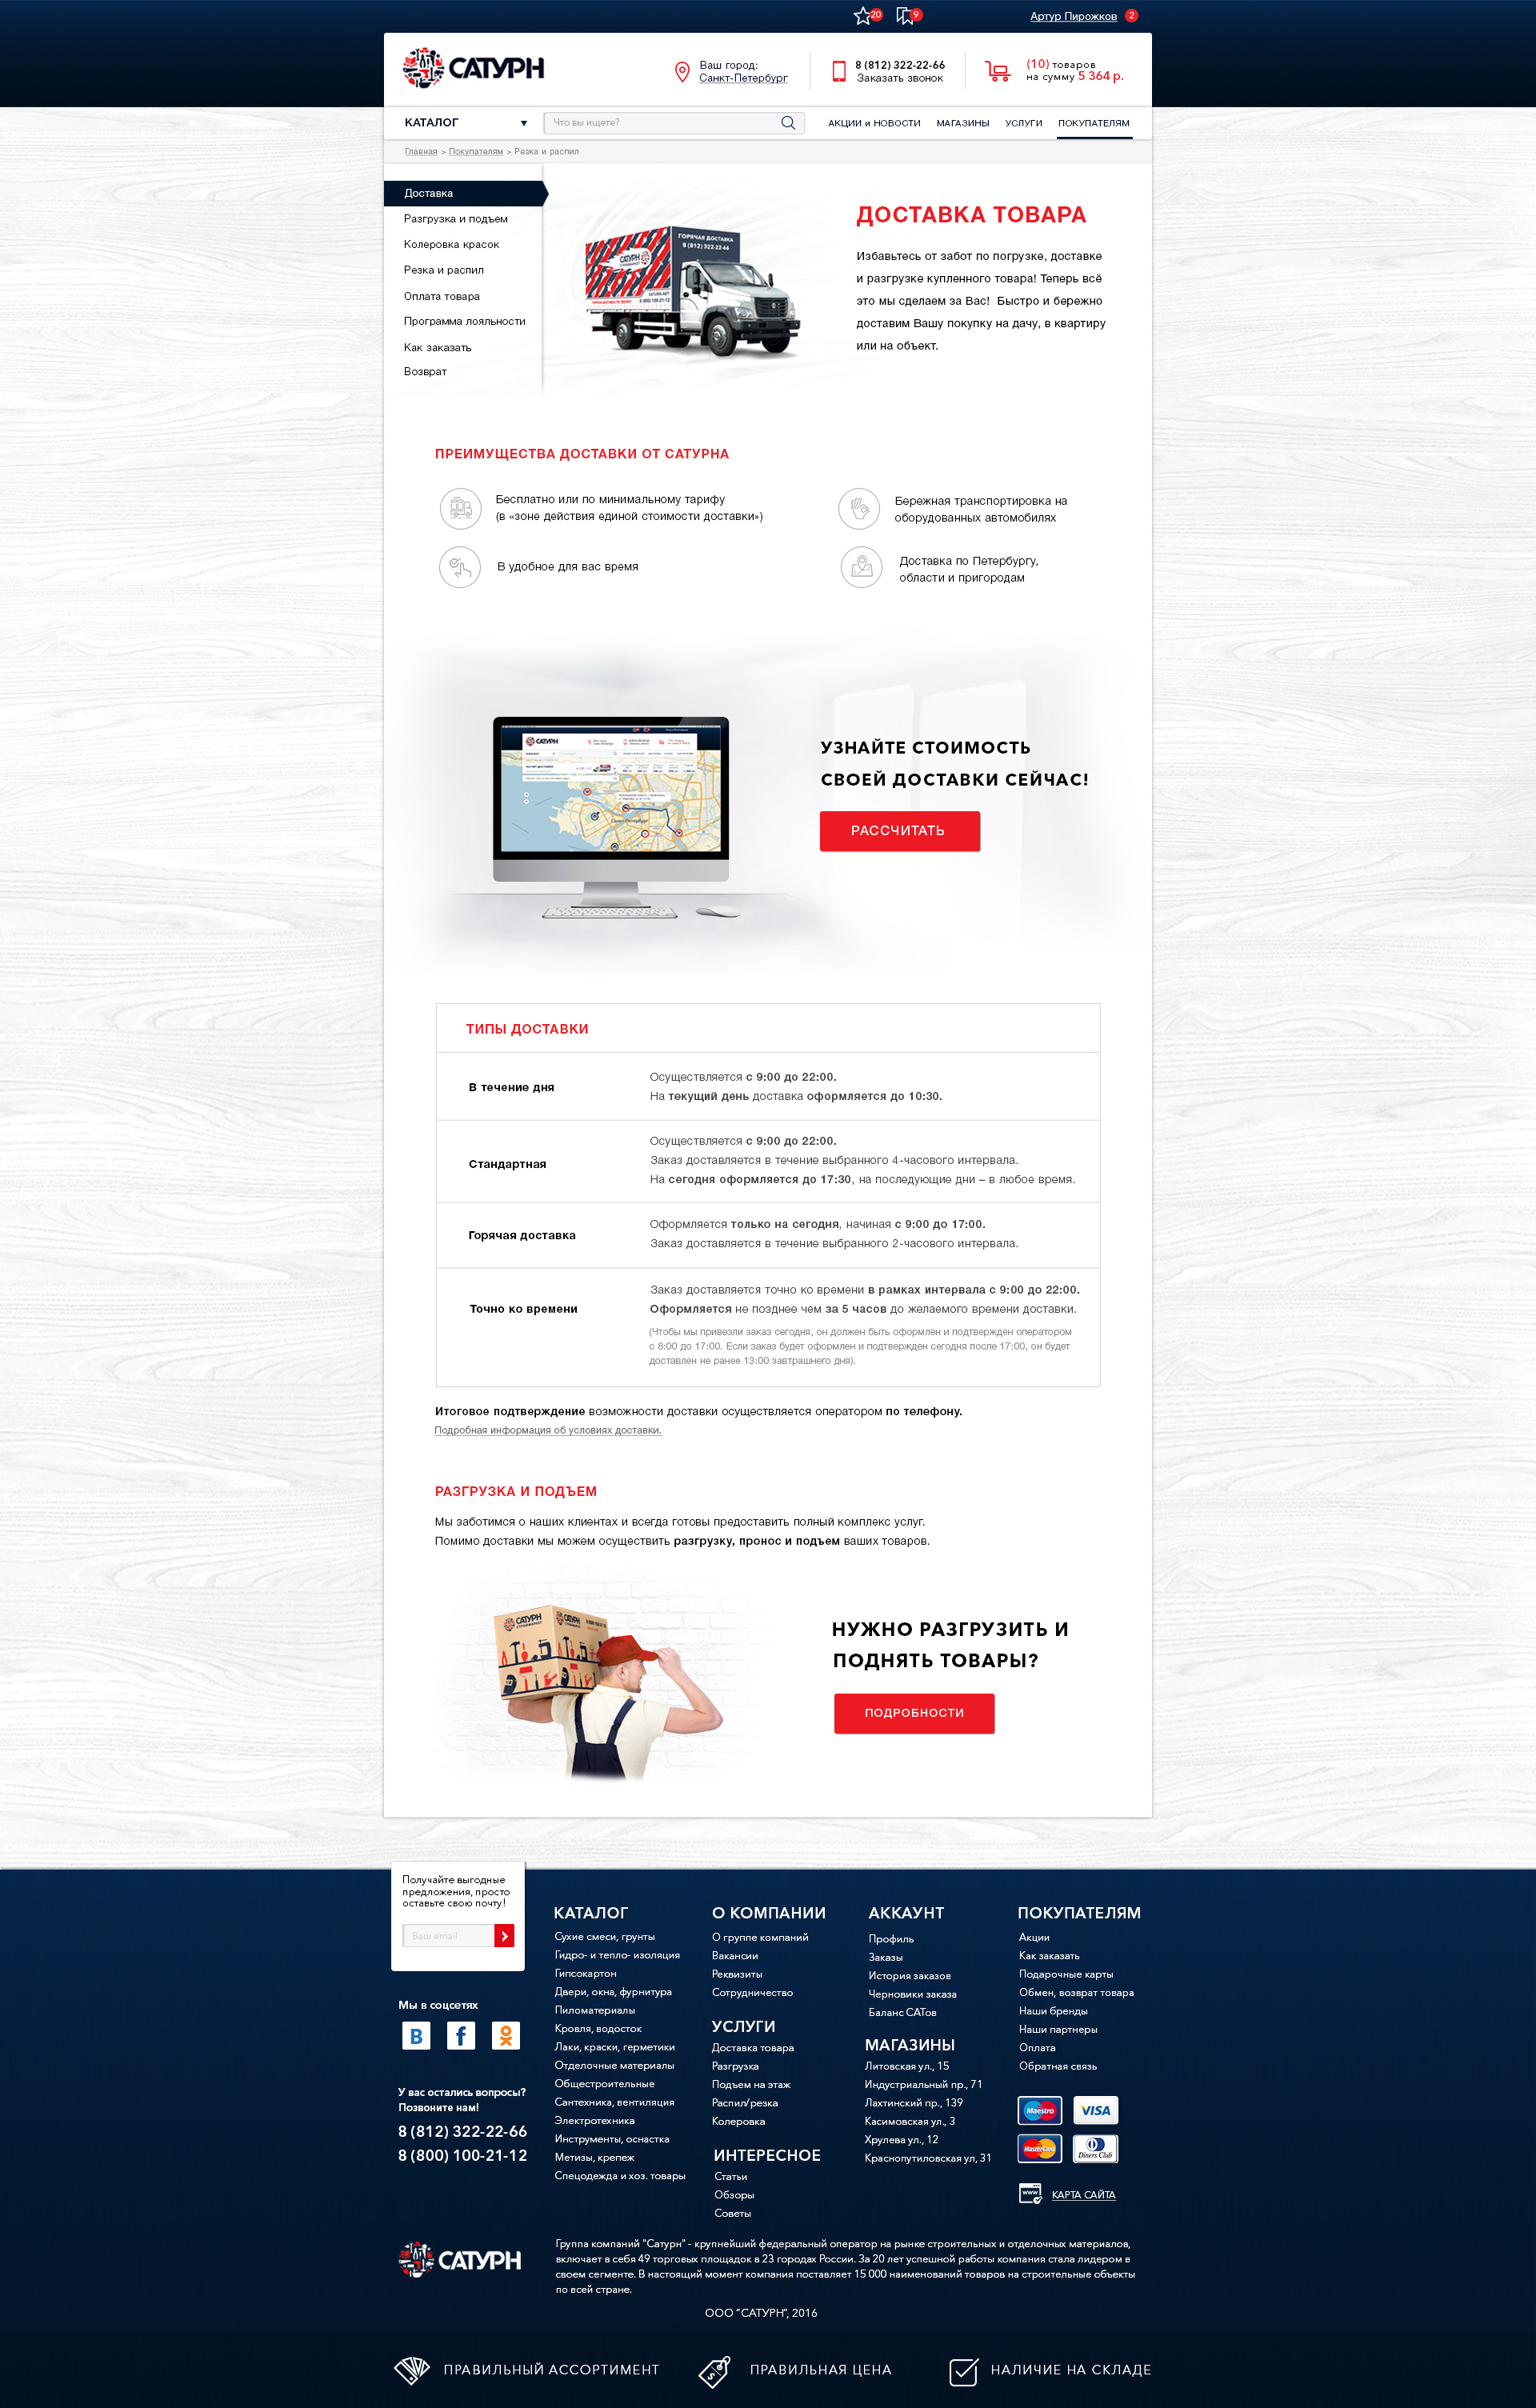 20
9
Артур Пирожков
2
САТУРН
Ваш город:
Санкт-Петербург
8 (812) 322-22-66
Заказать звонок
(10) товаров
на сумму 5 364 р.
КАТАЛОГ
Что вы ищете?
АКЦИИ и НОВОСТИ
МАГАЗИНЫ
УСЛУГИ
ПОКУПАТЕЛЯМ
Главная > Покупателям > Резка и распил
Доставка
Разгрузка и подъем
Колеровка красок
Резка и распил
Оплата товара
Программа лояльности
Как заказать
Возврат
ГОРЯЧАЯ ДОСТАВКА
8 (812) 322-22-66
САТУРН
ДОСТАВКА ТОВАРА
Избавьтесь от забот по погрузке, доставке
и разгрузке купленного товара! Теперь всё
это мы сделаем за Вас!  Быстро и бережно
доставим Вашу покупку на дачу, в квартиру
или на объект.
ПРЕИМУЩЕСТВА ДОСТАВКИ ОТ САТУРНА
Бесплатно или по минимальному тарифу
(в «зоне действия единой стоимости доставки»)
Бережная транспортировка на
оборудованных автомобилях
В удобное для вас время
Доставка по Петербургу,
области и пригородам
САТУРН
УЗНАЙТЕ СТОИМОСТЬ
СВОЕЙ ДОСТАВКИ СЕЙЧАС!
РАССЧИТАТЬ
ТИПЫ ДОСТАВКИ
В течение дня
Осуществляется с 9:00 до 22:00.
На текущий день доставка оформляется до 10:30.
Стандартная
Осуществляется с 9:00 до 22:00.
Заказ доставляется в течение выбранного 4-часового интервала.
На сегодня оформляется до 17:30, на последующие дни – в любое время.
Горячая доставка
Оформляется только на сегодня, начиная с 9:00 до 17:00.
Заказ доставляется в течение выбранного 2-часового интервала.
Точно ко времени
Заказ доставляется точно ко времени в рамках интервала с 9:00 до 22:00.
Оформляется не позднее чем за 5 часов до желаемого времени доставки.
(Чтобы мы привезли заказ сегодня, он должен быть оформлен и подтвержден оператором
с 8:00 до 17:00. Если заказ будет оформлен и подтвержден сегодня после 17:00, он будет
доставлен не ранее 13:00 завтрашнего дня).
Итоговое подтверждение возможности доставки осуществляется оператором по телефону.
Подробная информация об условиях доставки.
РАЗГРУЗКА И ПОДЪЕМ
Мы заботимся о наших клиентах и всегда готовы предоставить полный комплекс услуг.
Помимо доставки мы можем осуществить разгрузку, пронос и подъем ваших товаров.
САТУРН
САТУРН
НУЖНО РАЗГРУЗИТЬ И
ПОДНЯТЬ ТОВАРЫ?
ПОДРОБНОСТИ
Получайте выгодные
предложения, просто
оставьте свою почту!
Ваш email
Мы в соцсетях
У вас остались вопросы?
Позвоните нам!
8 (812) 322-22-66
8 (800) 100-21-12
КАТАЛОГ
Сухие смеси, грунты
Гидро- и тепло- изоляция
Гипсокартон
Двери, окна, фурнитура
Пиломатериалы
Кровля, водосток
Лаки, краски, герметики
Отделочные материалы
Общестроительные
Сантехника, вентиляция
Электротехника
Инструменты, оснастка
Метизы, крепеж
Спецодежда и хоз. товары
О КОМПАНИИ
О группе компаний
Вакансии
Реквизиты
Сотрудничество
УСЛУГИ
Доставка товара
Разгрузка
Подъем на этаж
Распил/резка
Колеровка
ИНТЕРЕСНОЕ
Статьи
Обзоры
Советы
АККАУНТ
Профиль
Заказы
История заказов
Черновики заказа
Баланс САТов
МАГАЗИНЫ
Литовская ул., 15
Индустриальный пр., 71
Лахтинский пр., 139
Касимовская ул., 3
Хрулева ул., 12
Краснопутиловская ул, 31
ПОКУПАТЕЛЯМ
Акции
Как заказать
Подарочные карты
Обмен, возврат товара
Наши бренды
Наши партнеры
Оплата
Обратная связь
Maestro
VISA
MasterCard
Diners Club
www
КАРТА САЙТА
САТУРН
Группа компаний "Сатурн" - крупнейший федеральный оператор на рынке строительных и отделочных материалов,
включает в себя 49 торговых площадок в 23 городах России. За 20 лет успешной работы компания стала лидером в
своем сегменте. В настоящий момент компания поставляет 15 000 наименований товаров на строительные объекты
по всей стране.
ООО “САТУРН”, 2016
ПРАВИЛЬНЫЙ АССОРТИМЕНТ
ПРАВИЛЬНАЯ ЦЕНА
НАЛИЧИЕ НА СКЛАДЕ